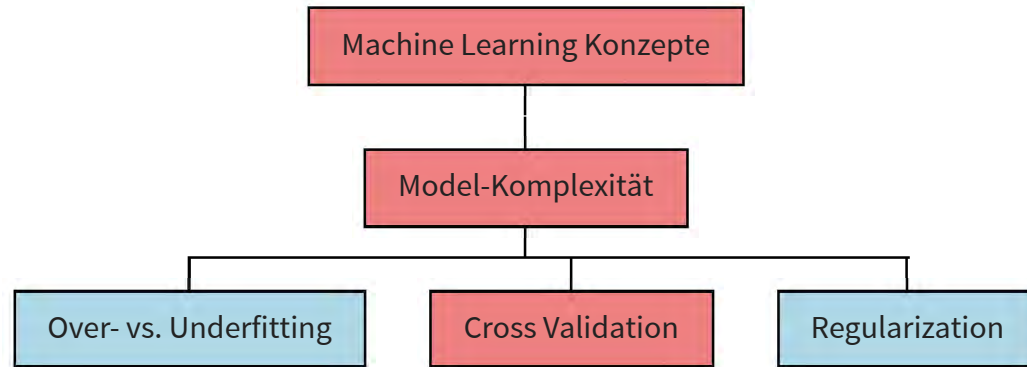 Machine Learning Konzepte
Model-Komplexität
Over- vs. Underfitting
Cross Validation
Regularization